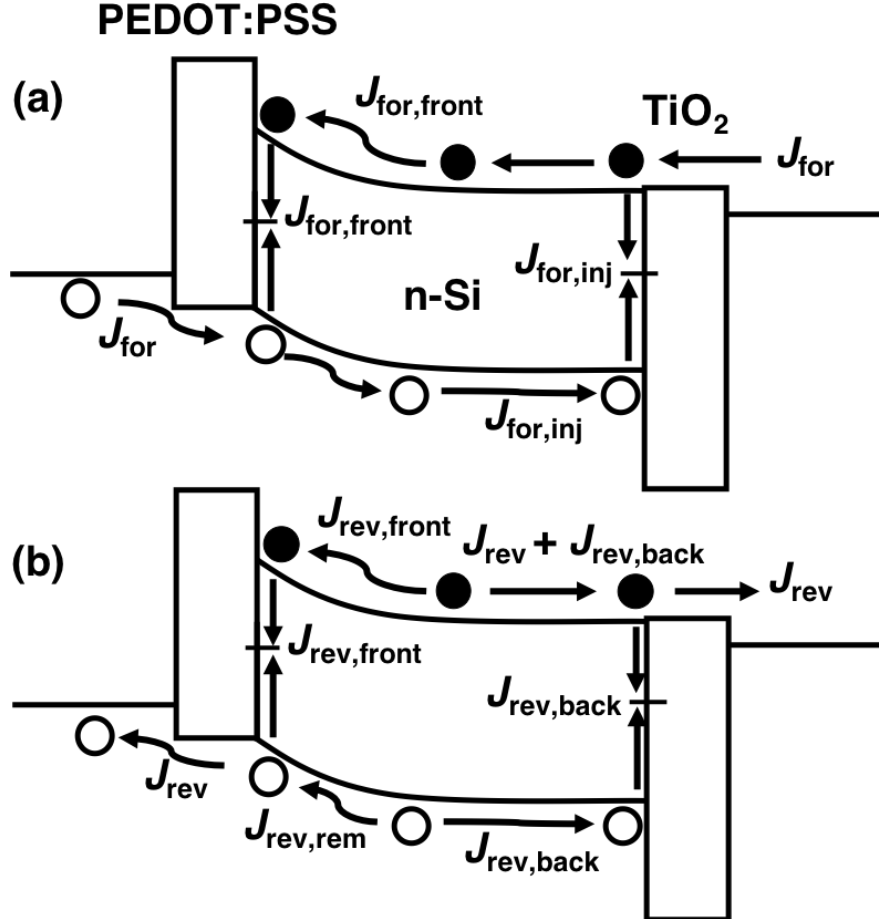 PEDOT:PSS
(a)
J_for,front
TiO₂
J_for
J_for,front
J_for,inj
n-Si
J_for
J_for,inj
(b)
J_rev,front
J_rev + J_rev,back
J_rev
J_rev,front
J_rev,back
J_rev
J_rev,rem
J_rev,back